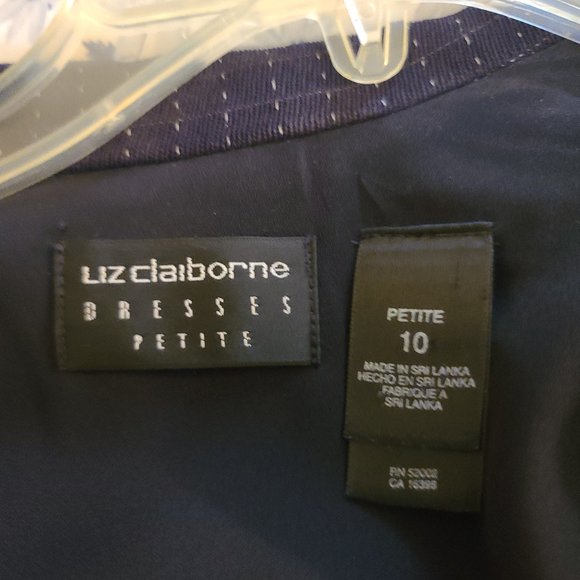 Liz claiborne
DRESSES
PETITE
PETITE
10
MADE IN SRI LANKA
HECHO EN SRI LANKA
FABRIQUE A
SRI LANKA
RN 52002
CA 16398